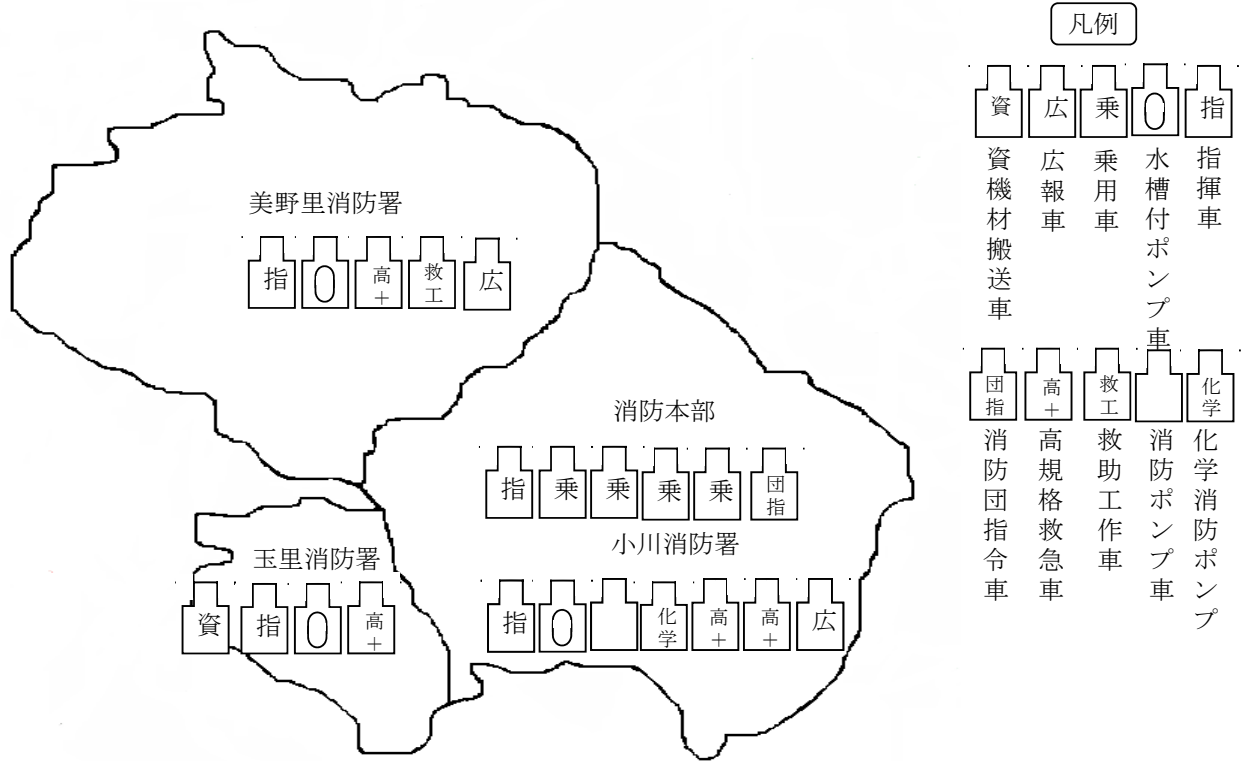 凡例
資 広 乗 0 指
資機材搬送車
広報車
乗用車
水槽付ポンプ車
指揮車
団指 高+ 救工 化学
消防団指令車
高規格救急車
救助工作車
消防ポンプ車
化学消防ポンプ
美野里消防署
指 0 高+ 救工 広
消防本部
指 乗 乗 乗 乗 団指
小川消防署
指 0 化学 高+ 高+ 広
玉里消防署
資 指 0 高+